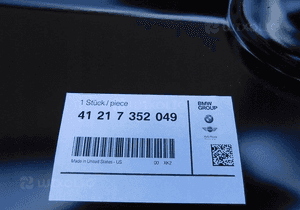 1 Stück / piece
41 21 7 352 049
BMW
GROUP
Made in United States - US